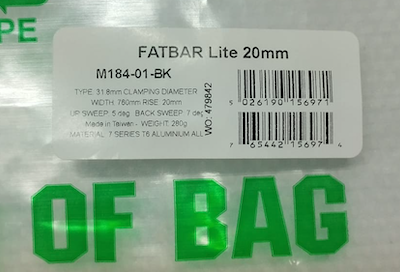 PE
FATBAR Lite 20mm
M184-01-BK
TYPE: 31.8mm CLAMPING DIAMETER
WIDTH: 760mm RISE: 20mm
UP SWEEP: 5 deg. BACK SWEEP: 7 deg
Made in Taiwan - WEIGHT: 280g
MATERIAL: 7 SERIES T6 ALUMINIUM ALL
WO: 479842
5 026190 156971
7 65442 15697 4
OF BAG